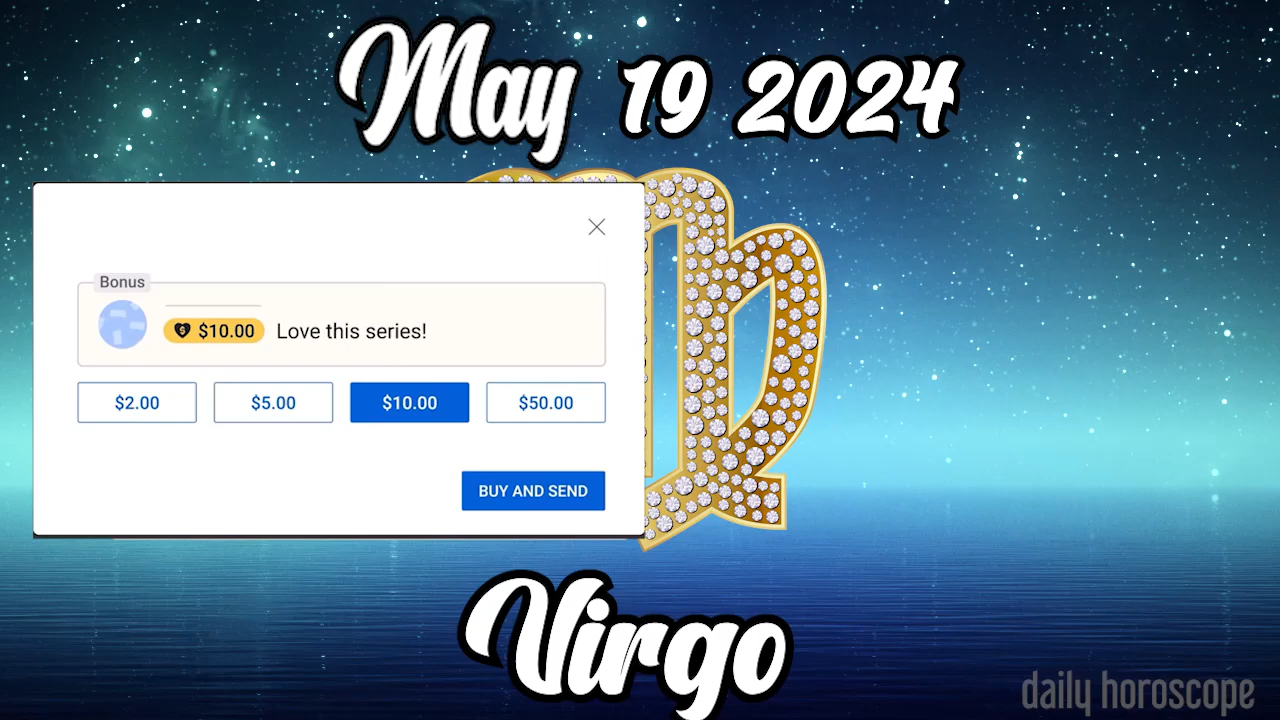 May 19 2024
Bonus
$10.00 Love this series!
$2.00 $5.00 $10.00 $50.00
BUY AND SEND
Virgo
daily horoscope